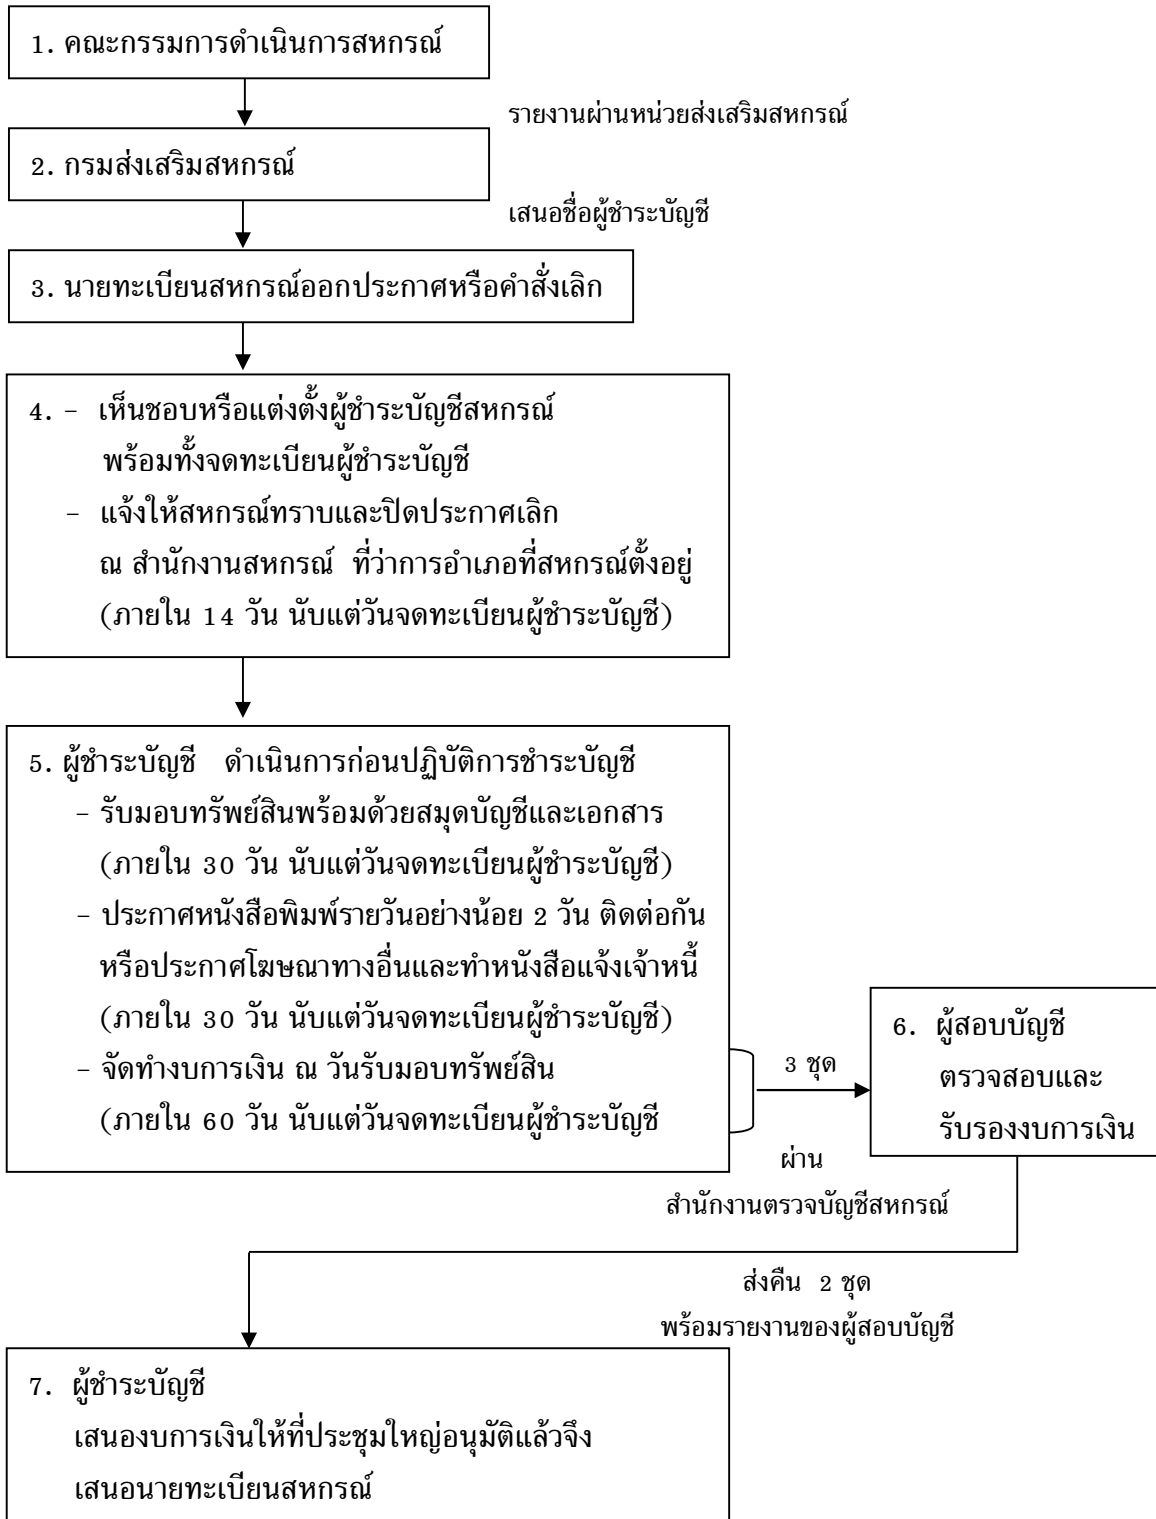 1. คณะกรรมการดำเนินการสหกรณ์
รายงานผ่านหน่วยส่งเสริมสหกรณ์
2. กรมส่งเสริมสหกรณ์
เสนอชื่อผู้ชำระบัญชี
3. นายทะเบียนสหกรณ์ออกประกาศหรือคำสั่งเลิก
4. - เห็นชอบหรือแต่งตั้งผู้ชำระบัญชีสหกรณ์
พร้อมทั้งจดทะเบียนผู้ชำระบัญชี
- แจ้งให้สหกรณ์ทราบและปิดประกาศเลิก
ณ สำนักงานสหกรณ์ ที่ว่าการอำเภอที่สหกรณ์ตั้งอยู่
(ภายใน 14 วัน นับแต่วันจดทะเบียนผู้ชำระบัญชี)
5. ผู้ชำระบัญชี ดำเนินการก่อนปฏิบัติการชำระบัญชี
- รับมอบทรัพย์สินพร้อมด้วยสมุดบัญชีและเอกสาร
(ภายใน 30 วัน นับแต่วันจดทะเบียนผู้ชำระบัญชี)
- ประกาศหนังสือพิมพ์รายวันอย่างน้อย 2 วัน ติดต่อกัน
หรือประกาศโฆษณาทางอื่นและทำหนังสือแจ้งเจ้าหนี้
(ภายใน 30 วัน นับแต่วันจดทะเบียนผู้ชำระบัญชี)
- จัดทำงบการเงิน ณ วันรับมอบทรัพย์สิน
(ภายใน 60 วัน นับแต่วันจดทะเบียนผู้ชำระบัญชี
3 ชุด
ผ่าน
สำนักงานตรวจบัญชีสหกรณ์
6. ผู้สอบบัญชี
ตรวจสอบและ
รับรองงบการเงิน
ส่งคืน 2 ชุด
พร้อมรายงานของผู้สอบบัญชี
7. ผู้ชำระบัญชี
เสนองบการเงินให้ที่ประชุมใหญ่อนุมัติแล้วจึง
เสนอนายทะเบียนสหกรณ์